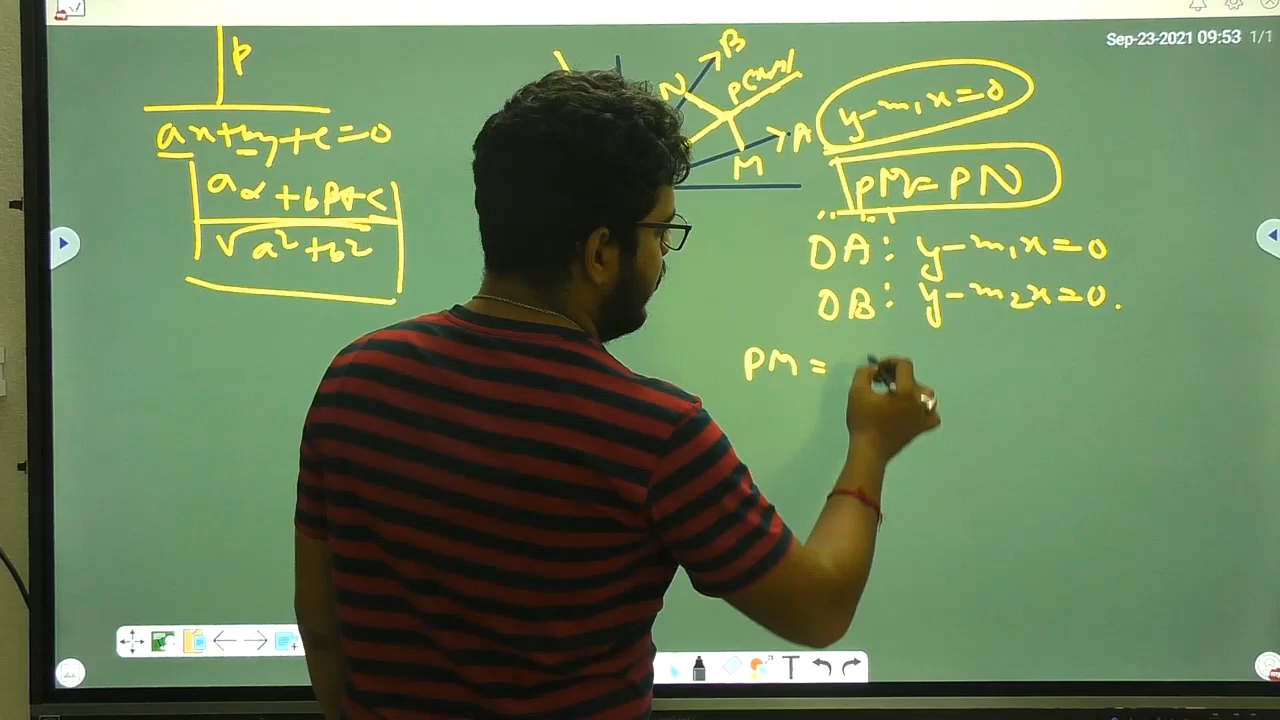 Sep-23-2021 09:53 1/1
P
ax+by+c=0
aα+bβ+c
√a²+b²
B
N
P(x,y)
A
M
y-m₁x=0
PM=PN
OA: y-m₁x=0
OB: y-m₂x=0.
PM=
T